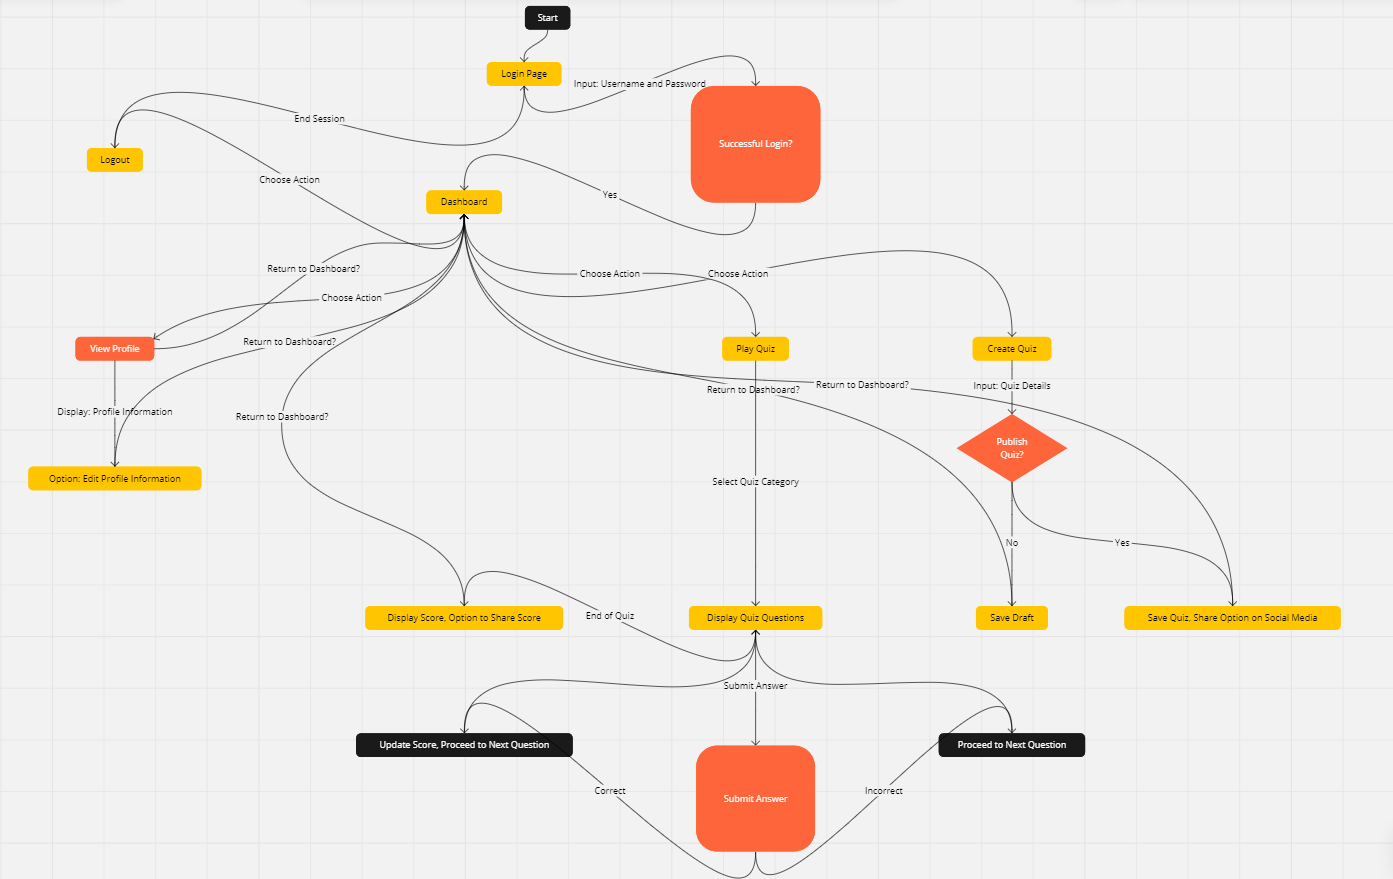 Start
Login Page
Input: Username and Password
End Session
Successful Login?
Logout
Choose Action
Yes
Dashboard
Return to Dashboard?
Choose Action
Choose Action
Choose Action
Return to Dashboard?
View Profile
Play Quiz
Create Quiz
Return to Dashboard?
Return to Dashboard?
Input: Quiz Details
Display: Profile Information
Return to Dashboard?
Publish
Quiz?
Option: Edit Profile Information
Select Quiz Category
No
Yes
Display Score, Option to Share Score
End of Quiz
Display Quiz Questions
Save Draft
Save Quiz, Share Option on Social Media
Submit Answer
Update Score, Proceed to Next Question
Proceed to Next Question
Correct
Submit Answer
Incorrect